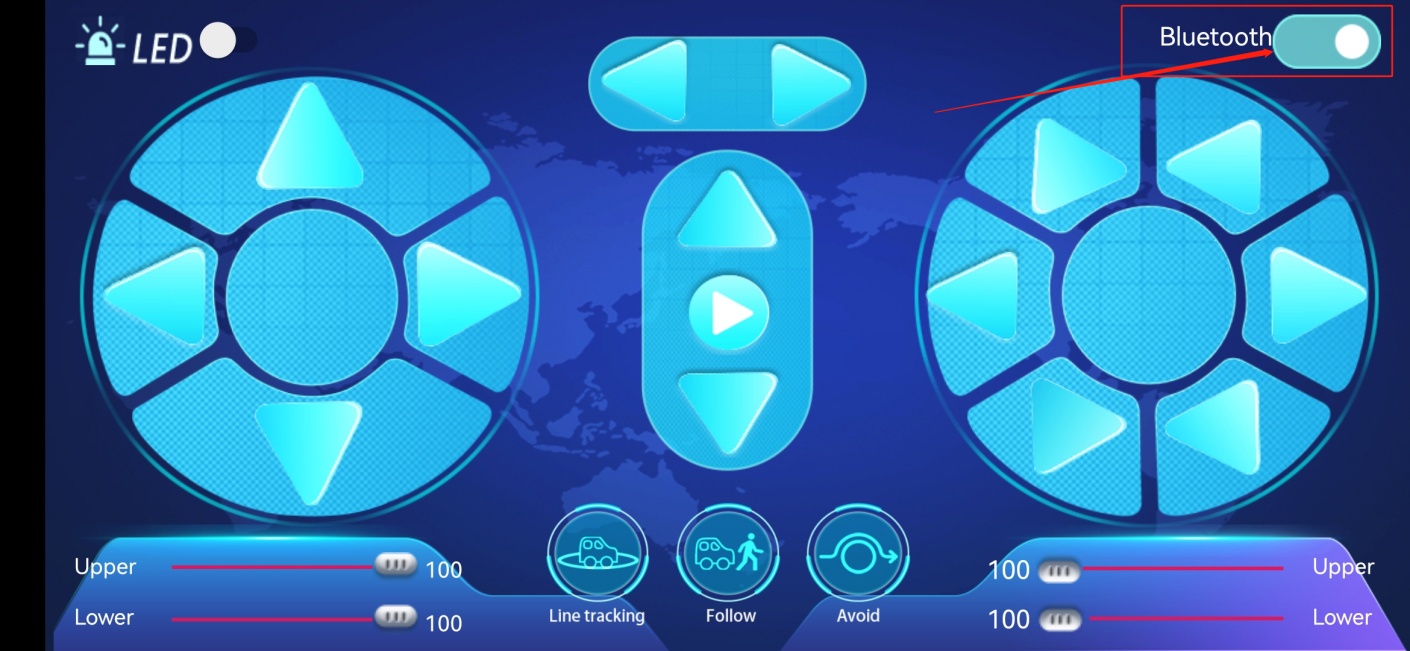 LED
Bluetooth
Upper
100
Lower
100
Line tracking
Follow
Avoid
100
Upper
100
Lower